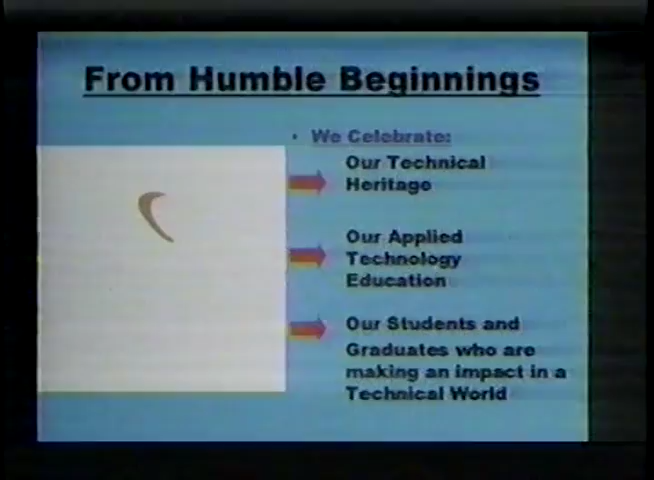 From Humble Beginnings
• We Celebrate:
Our Technical
Heritage
Our Applied
Technology
Education
Our Students and
Graduates who are
making an impact in a
Technical World